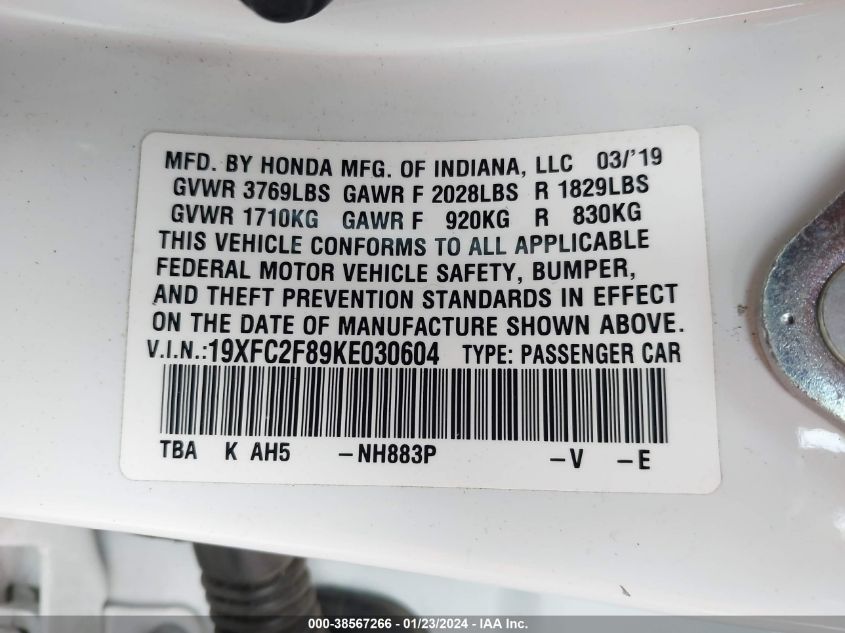 MFD. BY HONDA MFG. OF INDIANA, LLC 03/'19
GVWR 3769LBS GAWR F 2028LBS R 1829LBS
GVWR 1710KG GAWR F 920KG R 830KG
THIS VEHICLE CONFORMS TO ALL APPLICABLE
FEDERAL MOTOR VEHICLE SAFETY, BUMPER,
AND THEFT PREVENTION STANDARDS IN EFFECT
ON THE DATE OF MANUFACTURE SHOWN ABOVE.
V.I.N.:19XFC2F89KE030604 TYPE: PASSENGER CAR
TBA K AH5 –NH883P –V –E
000-38567266 - 01/23/2024 - IAA Inc.